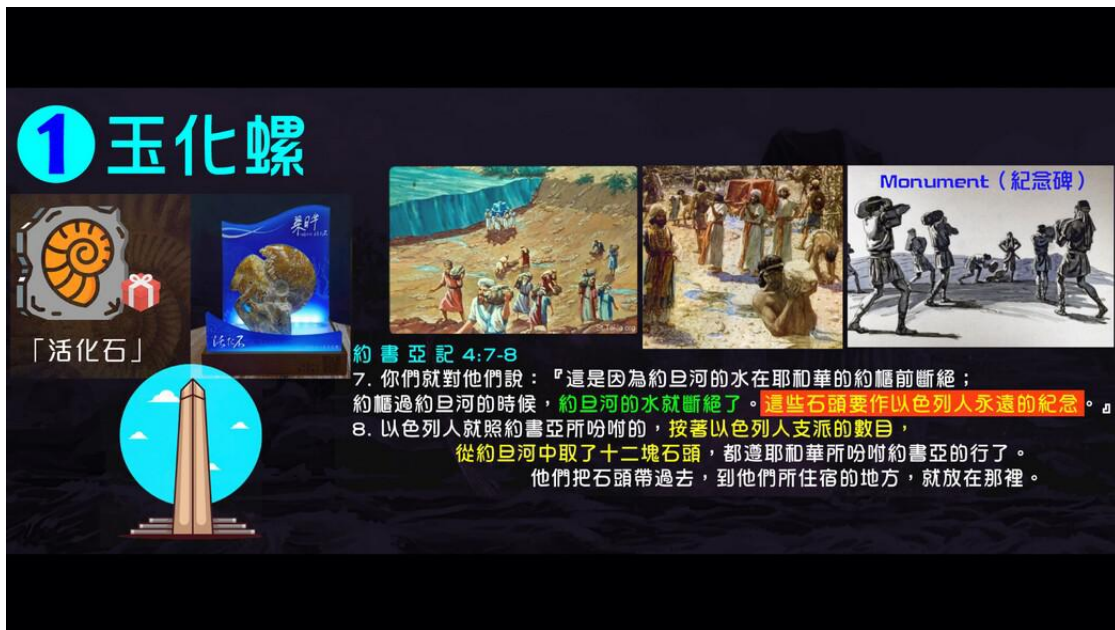 1 玉化螺
Monument（紀念碑）
「活化石」
活化石
約書亞記 4:7-8
7. 你們就對他們說：『這是因為約旦河的水在耶和華的約櫃前斷絕；
約櫃過約旦河的時候，約旦河的水就斷絕了。這些石頭要作以色列人永遠的紀念。』
8. 以色列人就照約書亞所吩咐的，按著以色列人支派的數目，
從約旦河中取了十二塊石頭，都遵耶和華所吩咐約書亞的行了。
他們把石頭帶過去，到他們所住宿的地方，就放在那裡。